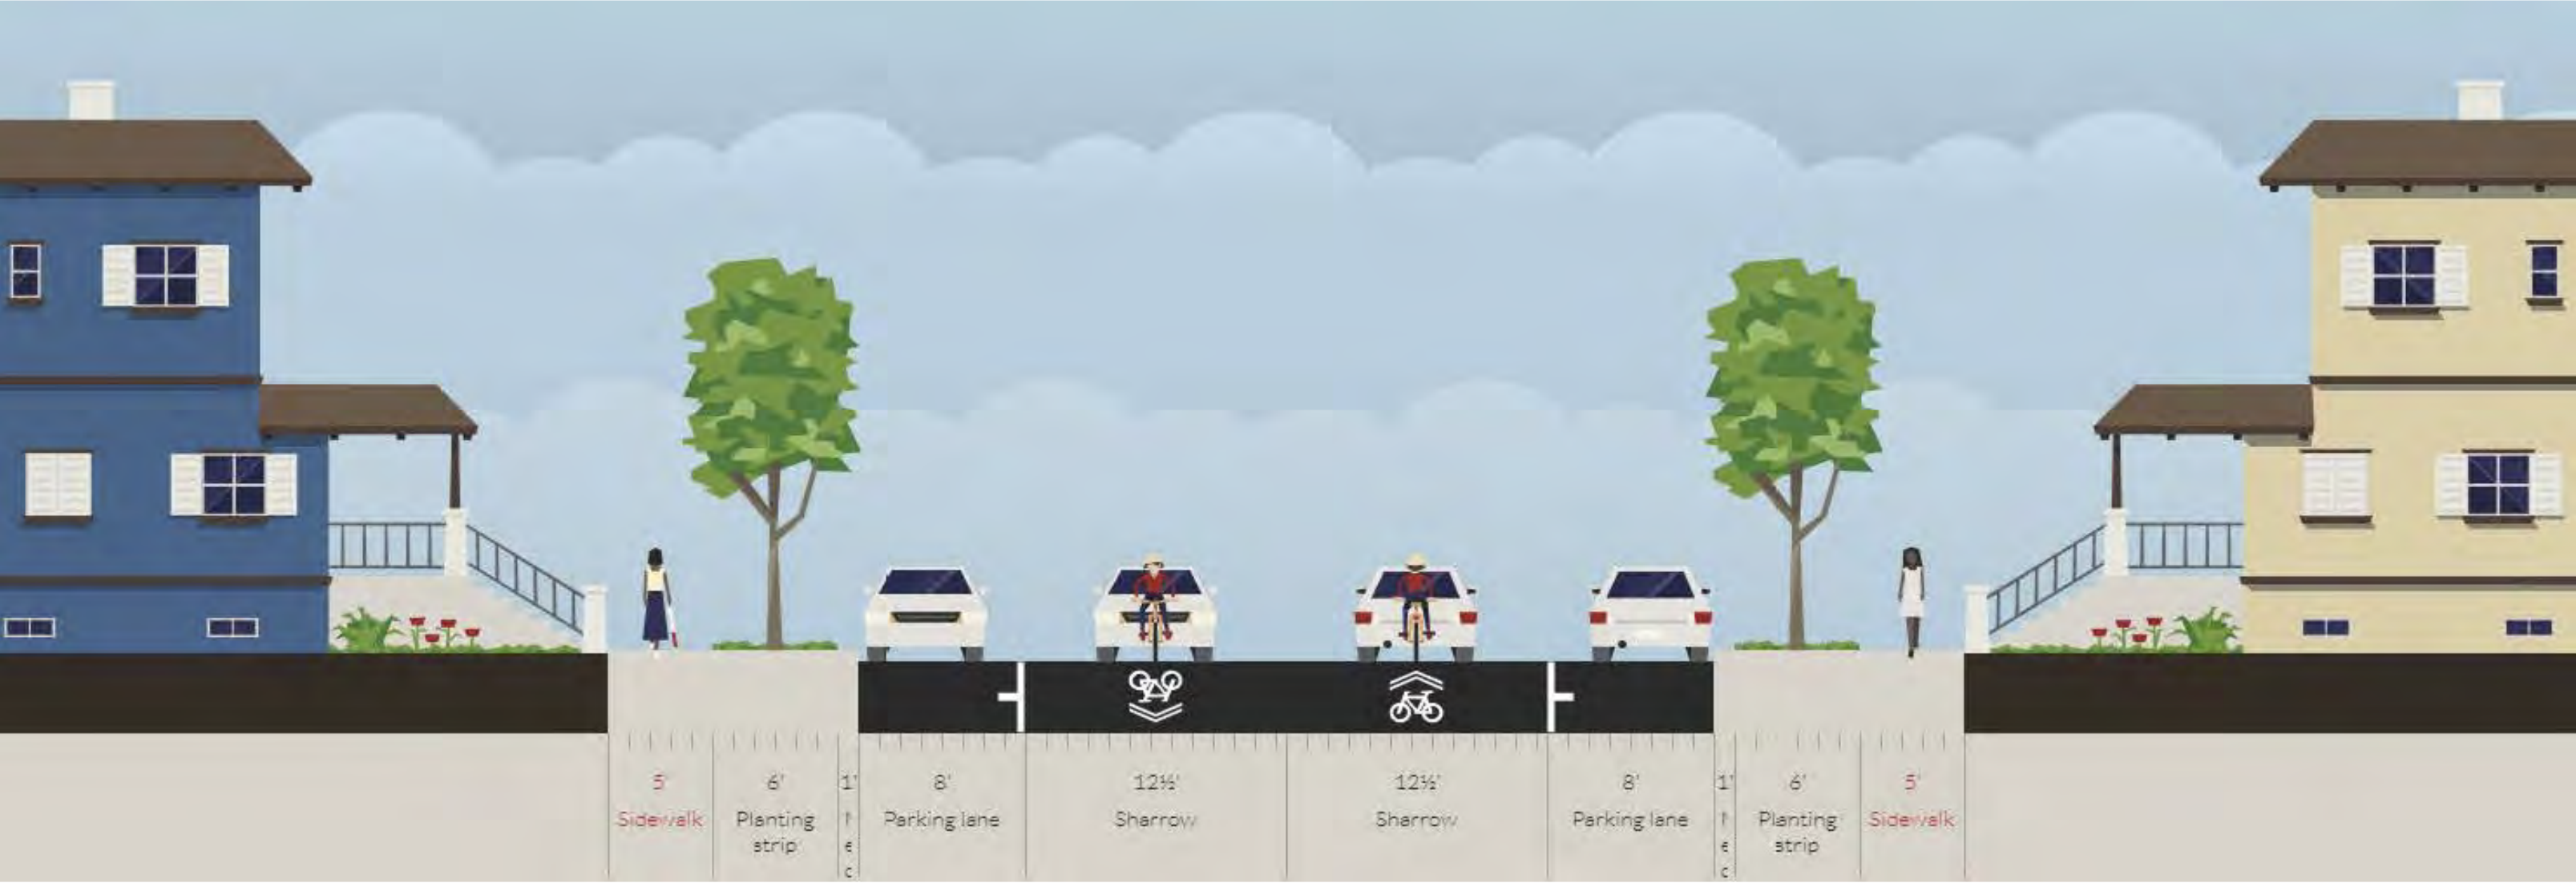 5' 6' 1' 8' 12½' 12½' 8' 1' 6' 5'
Sidewalk Planting strip Parking lane Sharrow Sharrow Parking lane Planting strip Sidewalk